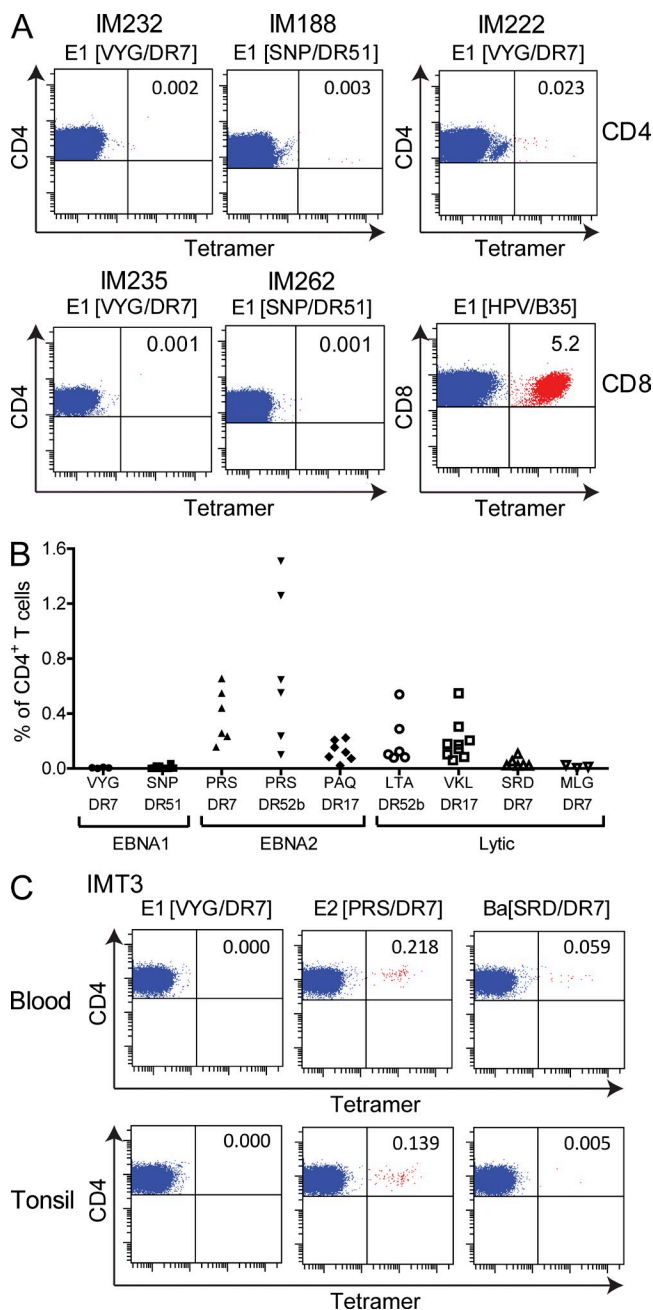 A
IM232 IM188 IM222
E1 [VYG/DR7] E1 [SNP/DR51] E1 [VYG/DR7]
0.002 0.003 0.023
CD4 CD4 CD4
Tetramer Tetramer
IM235 IM262
E1 [VYG/DR7] E1 [SNP/DR51] E1 [HPV/B35]
0.001 0.001 5.2
CD4 CD8 CD8
Tetramer Tetramer
B
% of CD4+ T cells
1.6
1.2
0.8
0.4
0.0
VYG SNP PRS PRS PAQ LTA VKL SRD MLG
DR7 DR51 DR7 DR52b DR17 DR52b DR17 DR7 DR7
EBNA1 EBNA2 Lytic
C
IMT3
E1 [VYG/DR7] E2 [PRS/DR7] Ba[SRD/DR7]
0.000 0.218 0.059
Blood CD4
Tetramer
0.000 0.139 0.005
Tonsil CD4
Tetramer